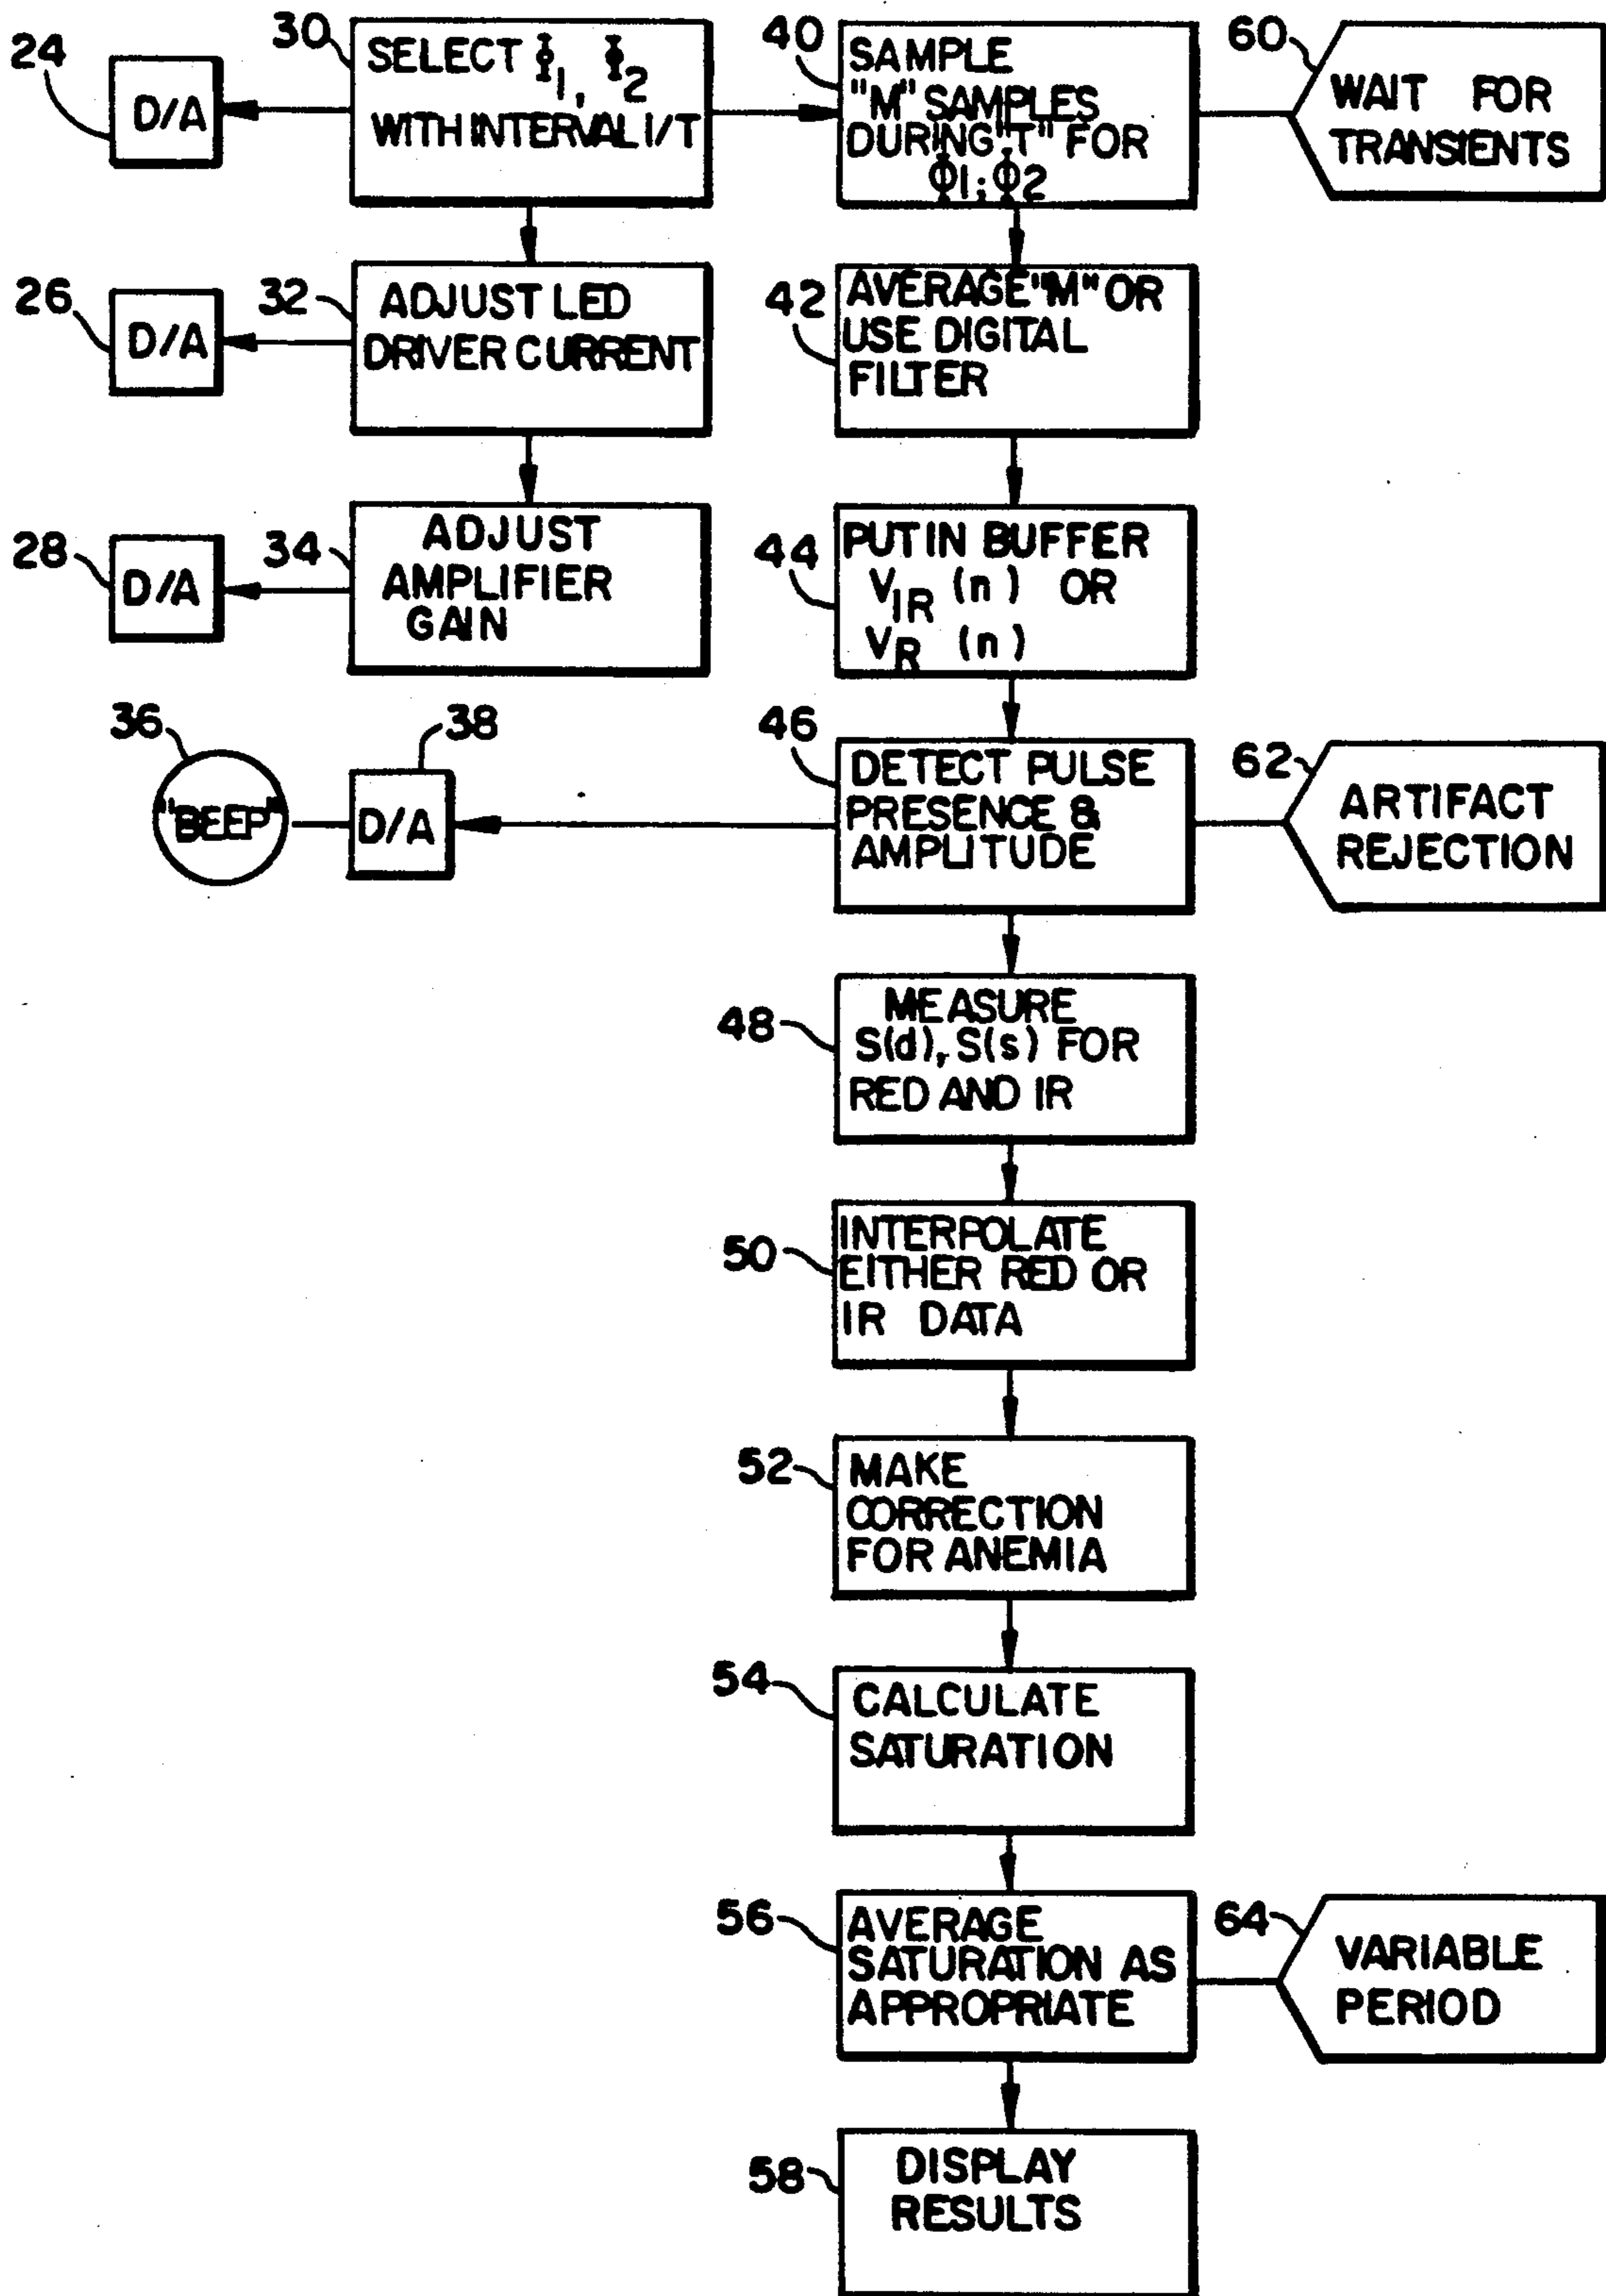 24
D/A
30
SELECT Φ1, Φ2
WITH INTERVAL 1/T
40
SAMPLE
"M" SAMPLES
DURING "T" FOR
Φ1; Φ2
60
WAIT FOR
TRANSIENTS
26
D/A
32
ADJUST LED
DRIVER CURRENT
42
AVERAGE "M" OR
USE DIGITAL
FILTER
28
D/A
34
ADJUST
AMPLIFIER
GAIN
44
PUT IN BUFFER
VIR (n) OR
VR (n)
36
"BEEP"
38
D/A
46
DETECT PULSE
PRESENCE &
AMPLITUDE
62
ARTIFACT
REJECTION
48
MEASURE
S(d), S(s) FOR
RED AND IR
50
INTERPOLATE
EITHER RED OR
IR DATA
52
MAKE
CORRECTION
FOR ANEMIA
54
CALCULATE
SATURATION
56
AVERAGE
SATURATION AS
APPROPRIATE
64
VARIABLE
PERIOD
58
DISPLAY
RESULTS